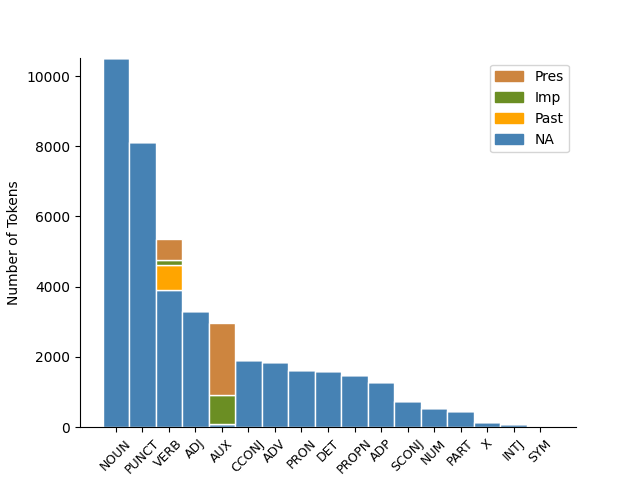 Pres
Imp
Past
NA
Number of Tokens
10000
8000
6000
4000
2000
0
NOUN
PUNCT
VERB
ADJ
AUX
CCONJ
ADV
PRON
DET
PROPN
ADP
SCONJ
NUM
PART
X
INTJ
SYM